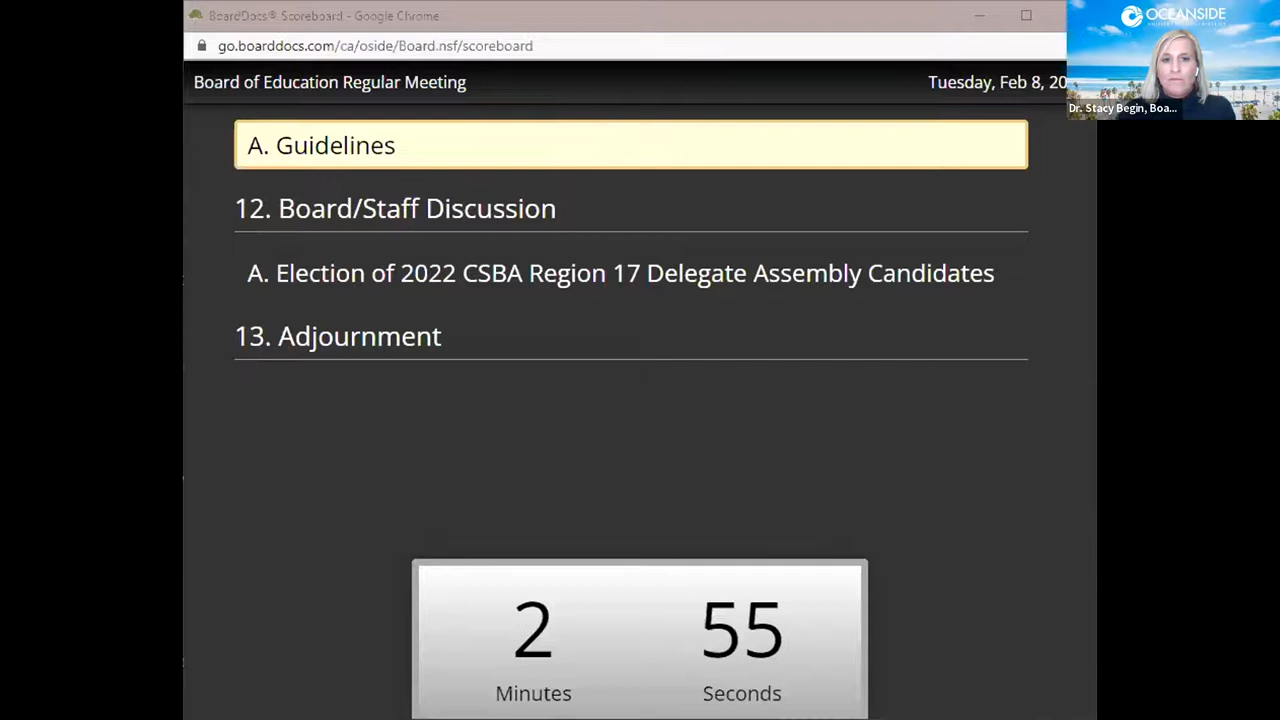 BoardDocs® Scoreboard - Google Chrome
go.boarddocs.com/ca/oside/Board.nsf/scoreboard
Board of Education Regular Meeting
Tuesday, Feb 8, 20
OCEANSIDE
Dr. Stacy Begin, Boa...
A. Guidelines
12. Board/Staff Discussion
A. Election of 2022 CSBA Region 17 Delegate Assembly Candidates
13. Adjournment
2 55
Minutes Seconds